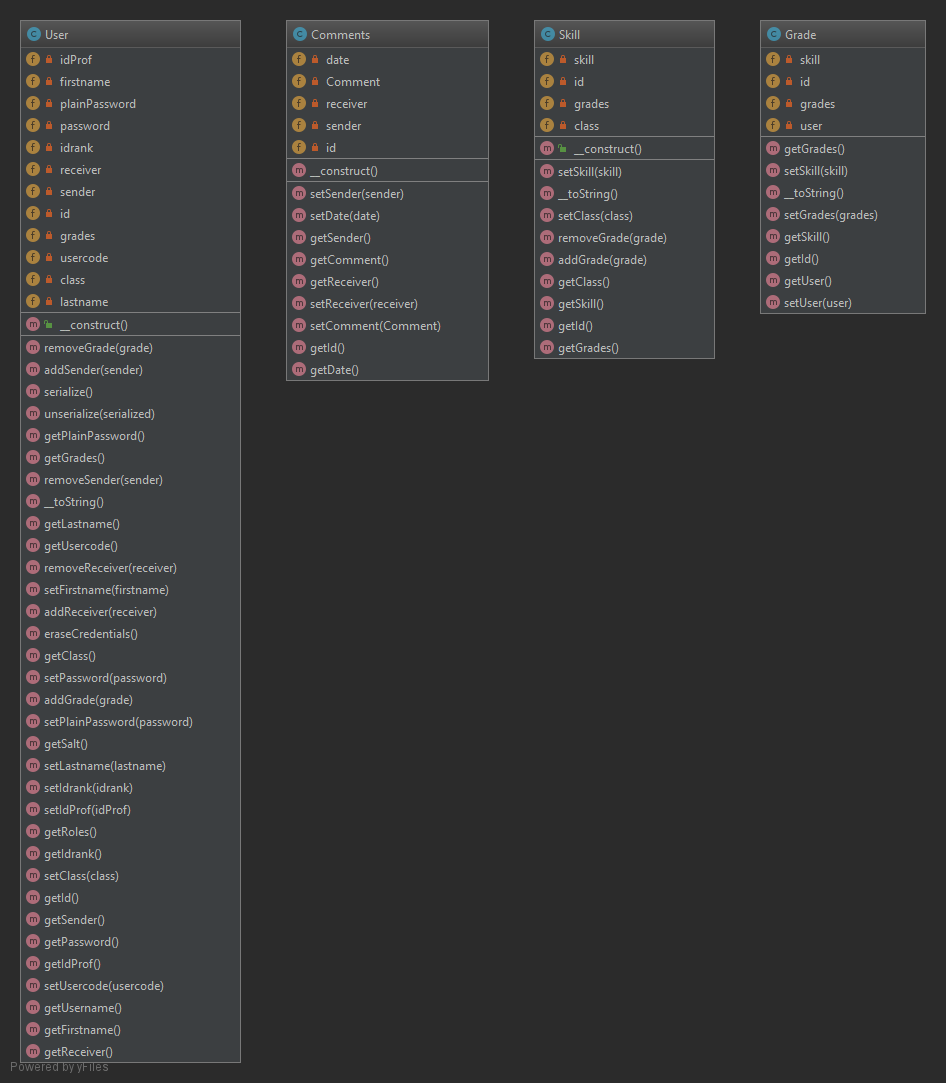 User
idProf
firstname
plainPassword
password
idrank
receiver
sender
id
grades
usercode
class
lastname
__construct()
removeGrade(grade)
addSender(sender)
serialize()
unserialize(serialized)
getPlainPassword()
getGrades()
removeSender(sender)
__toString()
getLastname()
getUsercode()
removeReceiver(receiver)
setFirstname(firstname)
addReceiver(receiver)
eraseCredentials()
getClass()
setPassword(password)
addGrade(grade)
setPlainPassword(password)
getSalt()
setLastname(lastname)
setIdrank(idrank)
setIdProf(idProf)
getRoles()
getIdrank()
setClass(class)
getId()
getSender()
getPassword()
getIdProf()
setUsercode(usercode)
getUsername()
getFirstname()
getReceiver()
Comments
date
Comment
receiver
sender
id
__construct()
setSender(sender)
setDate(date)
getSender()
getComment()
getReceiver()
setReceiver(receiver)
setComment(Comment)
getId()
getDate()
Skill
skill
id
grades
class
__construct()
setSkill(skill)
__toString()
setClass(class)
removeGrade(grade)
addGrade(grade)
getClass()
getSkill()
getId()
getGrades()
Grade
skill
id
grades
user
getGrades()
setSkill(skill)
__toString()
setGrades(grades)
getSkill()
getId()
getUser()
setUser(user)
Powered by yFiles